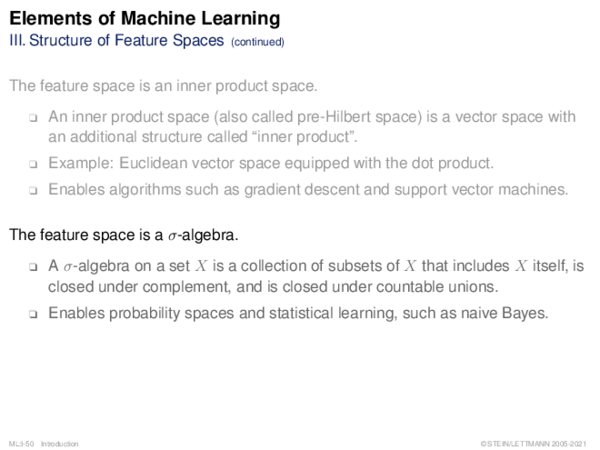 Elements of Machine Learning
III. Structure of Feature Spaces (continued)
The feature space is an inner product space.
❑ An inner product space (also called pre-Hilbert space) is a vector space with
an additional structure called “inner product”.
❑ Example: Euclidean vector space equipped with the dot product.
❑ Enables algorithms such as gradient descent and support vector machines.
The feature space is a σ-algebra.
❑ A σ-algebra on a set X is a collection of subsets of X that includes X itself, is
closed under complement, and is closed under countable unions.
❑ Enables probability spaces and statistical learning, such as naive Bayes.
ML:I-50 Introduction
© STEIN/LETTMANN 2005-2021